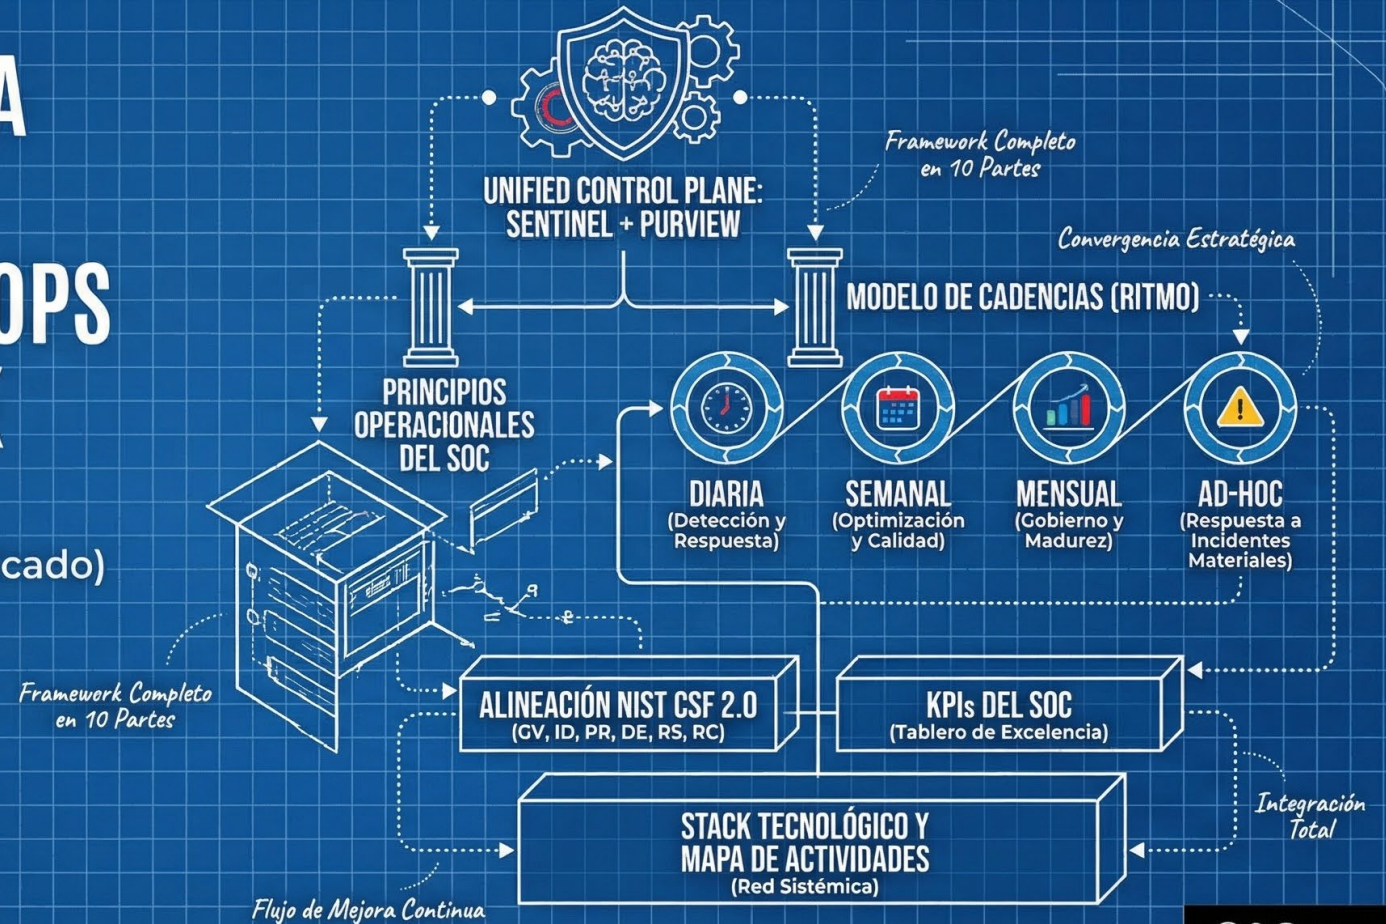 A
OPS
cado)
UNIFIED CONTROL PLANE:
SENTINEL + PURVIEW
Framework Completo
en 10 Partes
Convergencia Estratégica
MODELO DE CADENCIAS (RITMO)
PRINCIPIOS
OPERACIONALES
DEL SOC
DIARIA
(Detección y
Respuesta)
SEMANAL
(Optimización
y Calidad)
MENSUAL
(Gobierno y
Madurez)
AD-HOC
(Respuesta a
Incidentes
Materiales)
Framework Completo
en 10 Partes
ALINEACIÓN NIST CSF 2.0
(GV, ID, PR, DE, RS, RC)
KPIs DEL SOC
(Tablero de Excelencia)
STACK TECNOLÓGICO Y
MAPA DE ACTIVIDADES
(Red Sistémica)
Integración
Total
Flujo de Mejora Continua